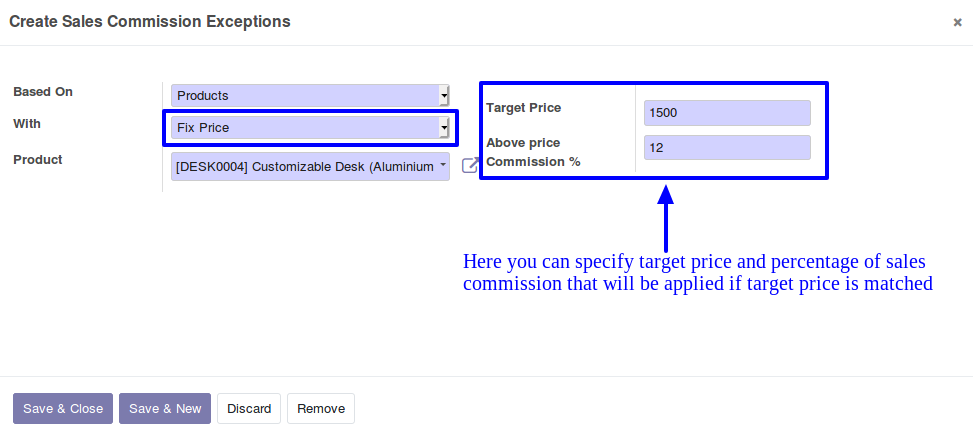 Create Sales Commission Exceptions
×
Based On
Products
With
Fix Price
Product
[DESK0004] Customizable Desk (Aluminium
Target Price
1500
Above price
Commission %
12
Here you can specify target price and percentage of sales
commission that will be applied if target price is matched
Save & Close
Save & New
Discard
Remove